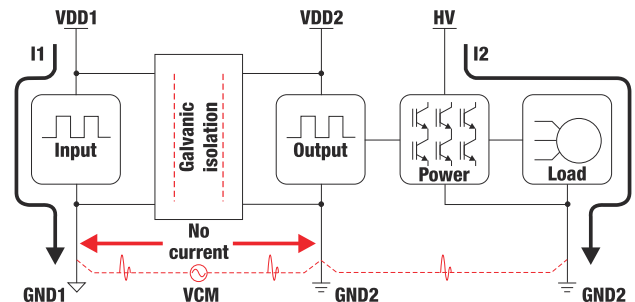 VDD1
VDD2
HV
I1
I2
Input
Galvanic
isolation
Output
Power
Load
No
current
GND1
VCM
GND2
GND2